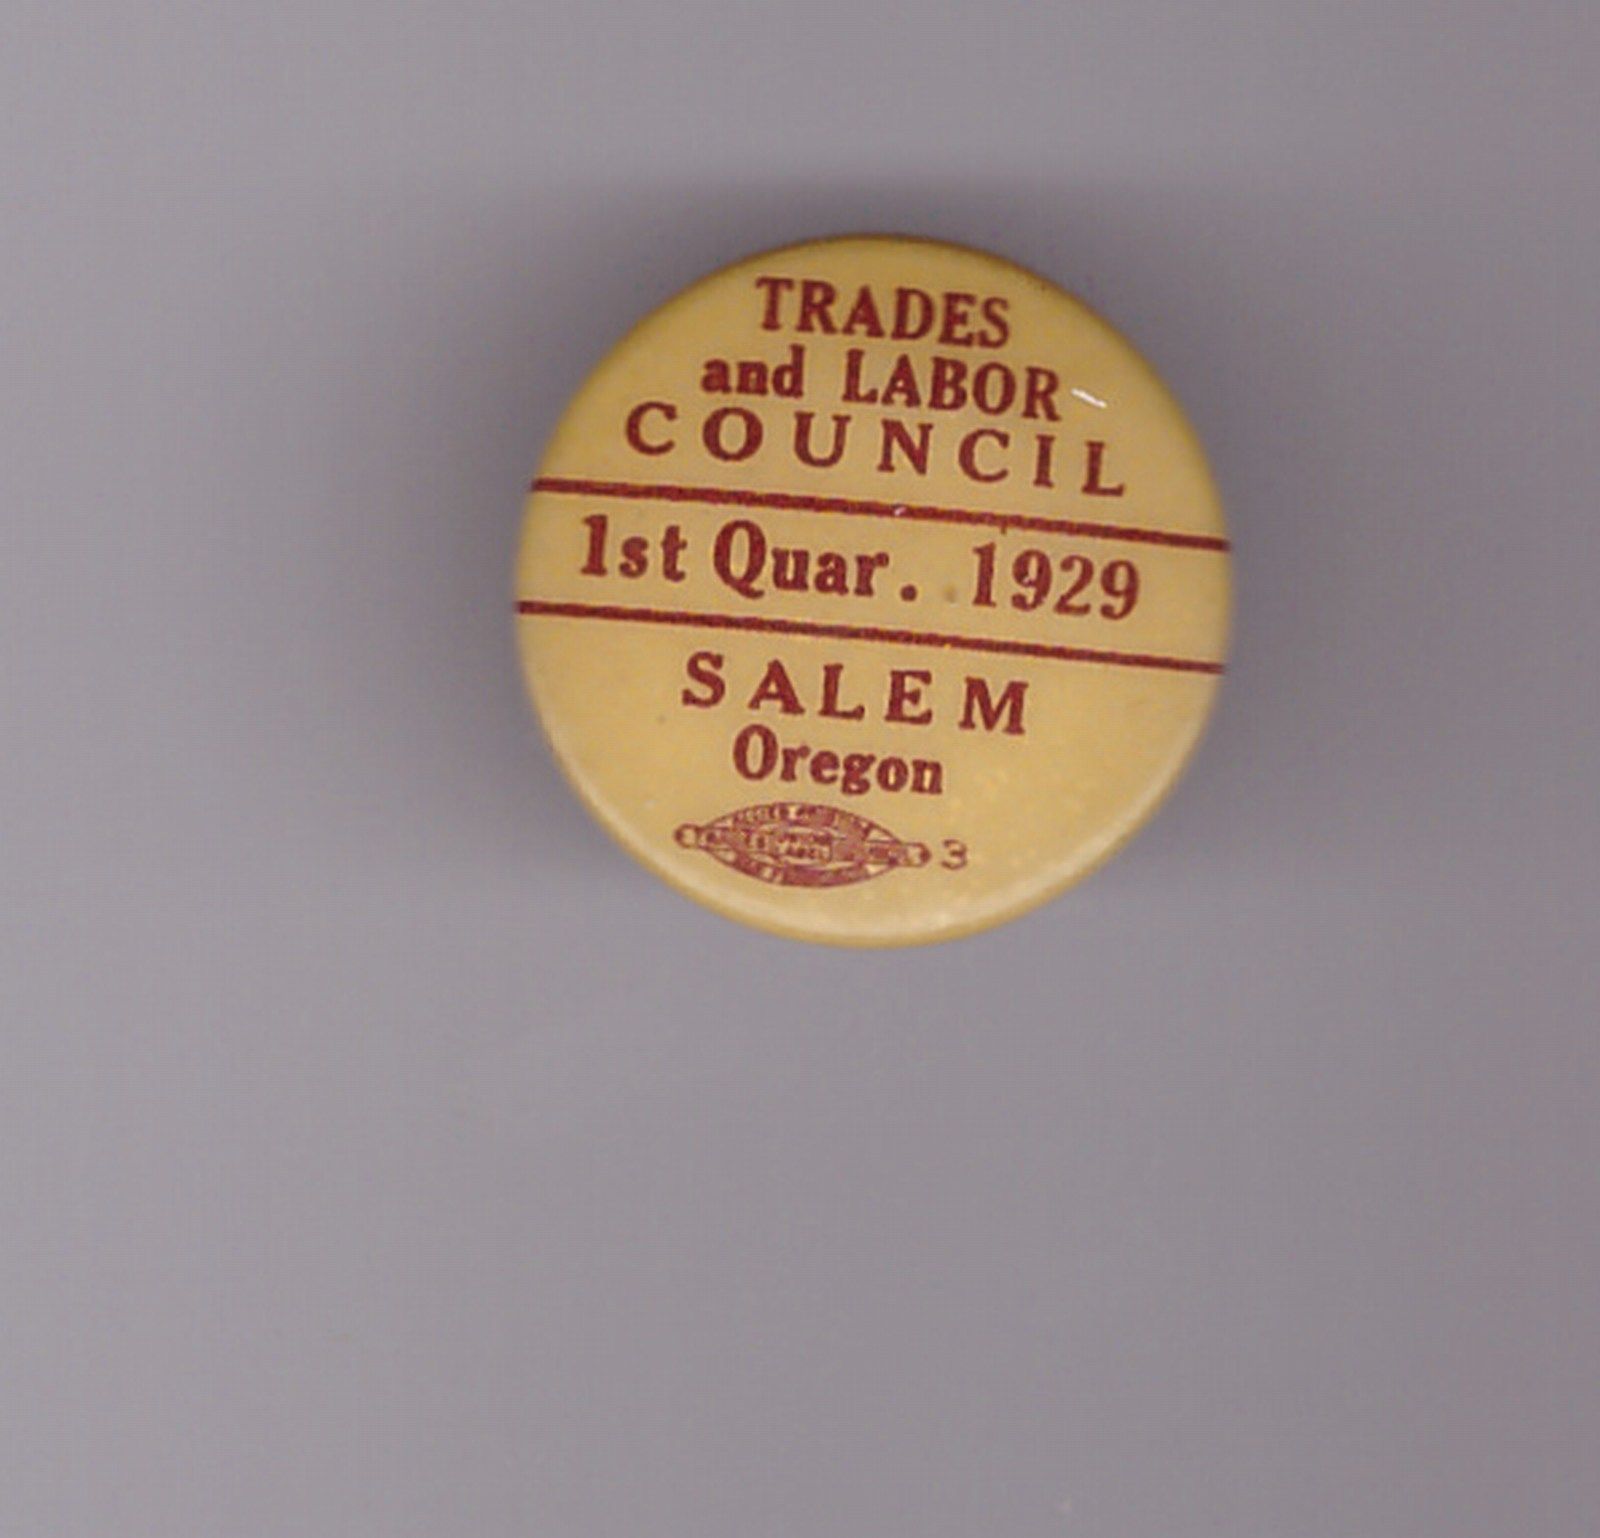 TRADES
and LABOR
COUNCIL
1st Quar. 1929
SALEM
Oregon
3